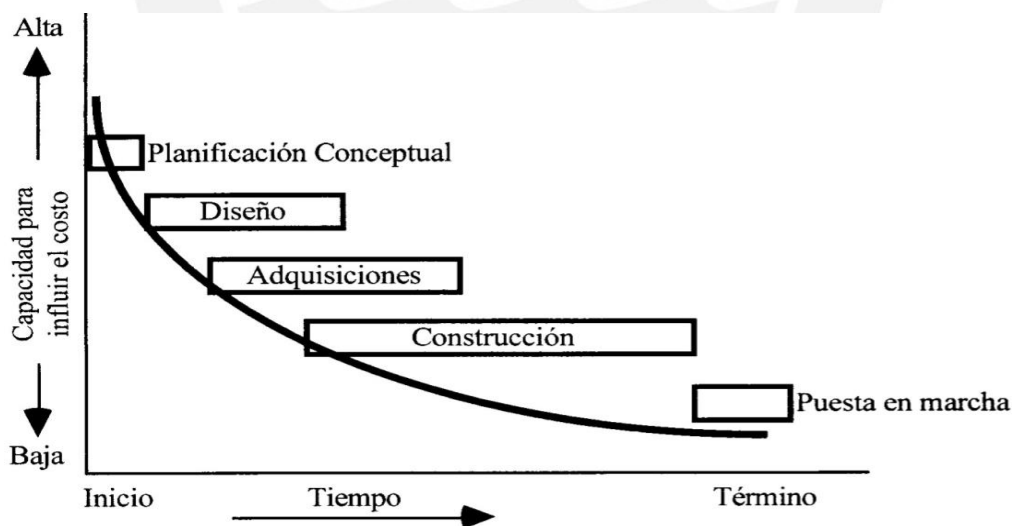 Alta
Planificación Conceptual
Diseño
Capacidad para
influir el costo
Adquisiciones
Construcción
Puesta en marcha
Baja
Inicio
Tiempo
Término